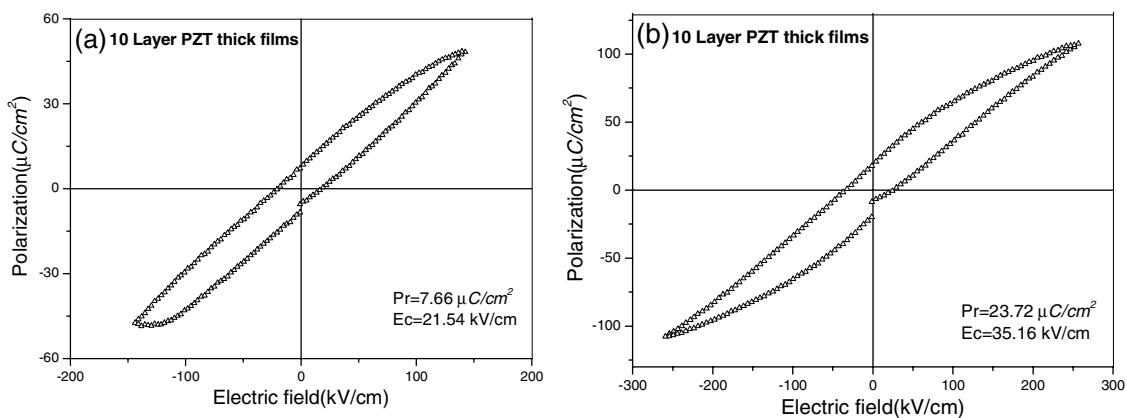 (a) 10 Layer PZT thick films
60
30
0
-30
-60
Polarization(μC/cm²)
Pr=7.66 μC/cm²
Ec=21.54 kV/cm
-200 -100 0 100 200
Electric field(kV/cm)
(b) 10 Layer PZT thick films
100
50
0
-50
-100
Polarization(μC/cm²)
Pr=23.72 μC/cm²
Ec=35.16 kV/cm
-300 -200 -100 0 100 200 300
Electric field(kV/cm)